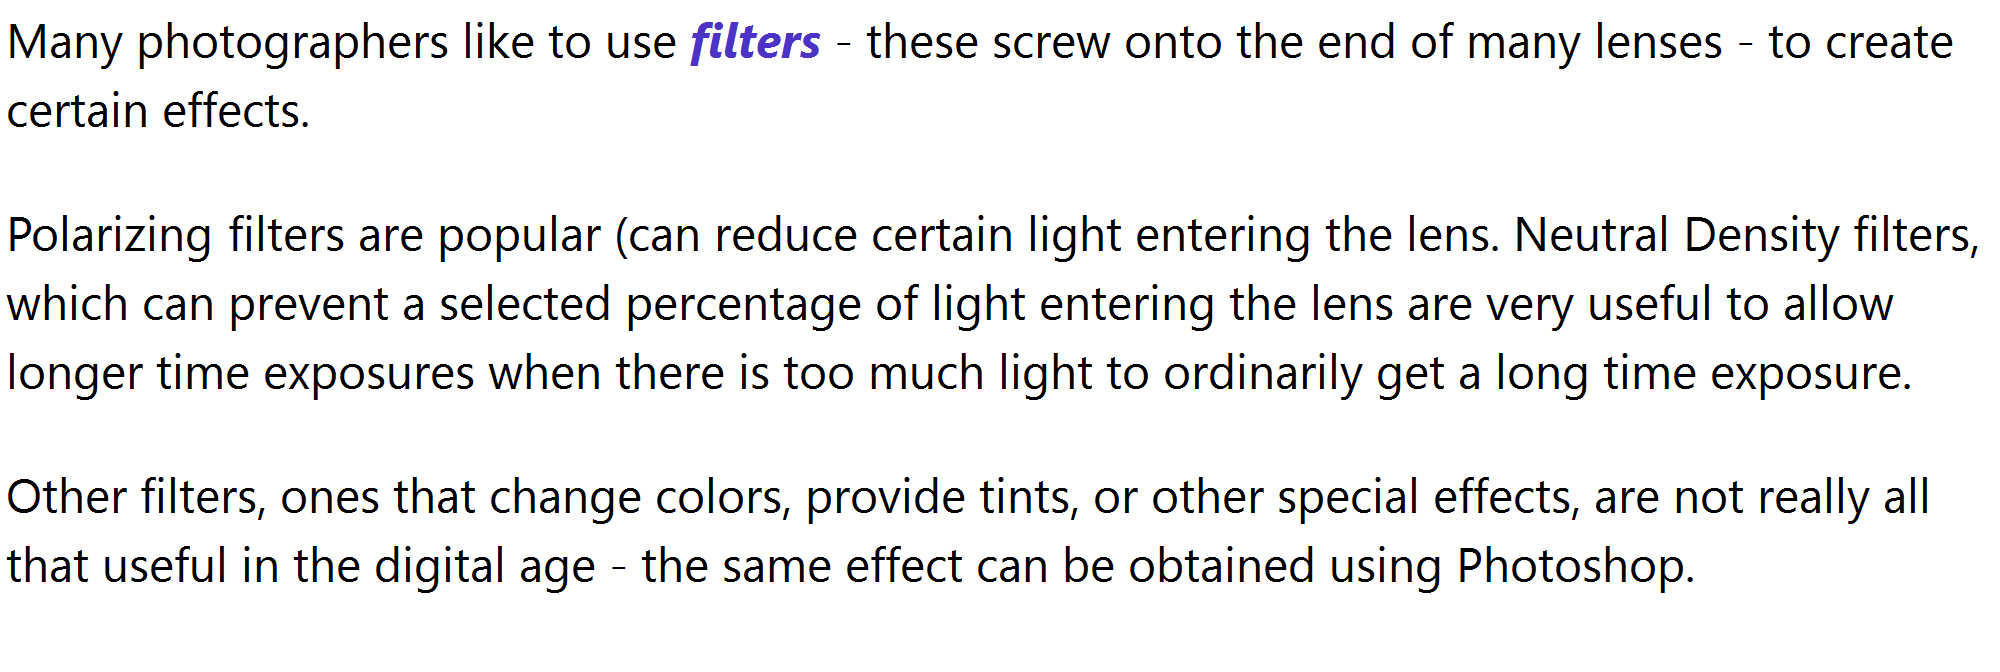 Many photographers like to use filters - these screw onto the end of many lenses - to create
certain effects.
Polarizing filters are popular (can reduce certain light entering the lens. Neutral Density filters,
which can prevent a selected percentage of light entering the lens are very useful to allow
longer time exposures when there is too much light to ordinarily get a long time exposure.
Other filters, ones that change colors, provide tints, or other special effects, are not really all
that useful in the digital age - the same effect can be obtained using Photoshop.